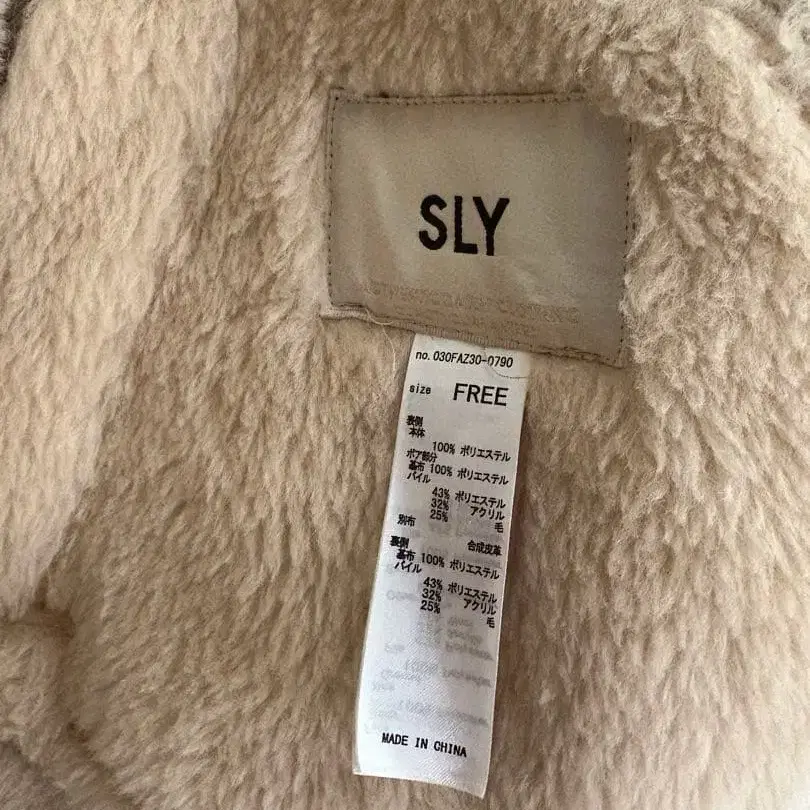 SLY
no. 030FAZ30-0790
size FREE
裏側
本体
100% ポリエステル
ボア部分
基布 100% ポリエステル
パイル
43% ポリエステル
32% アクリル
25% 毛
別布
合成皮革
裏側
基布 100% ポリエステル
パイル
43% ポリエステル
32% アクリル
25% 毛
MADE IN CHINA